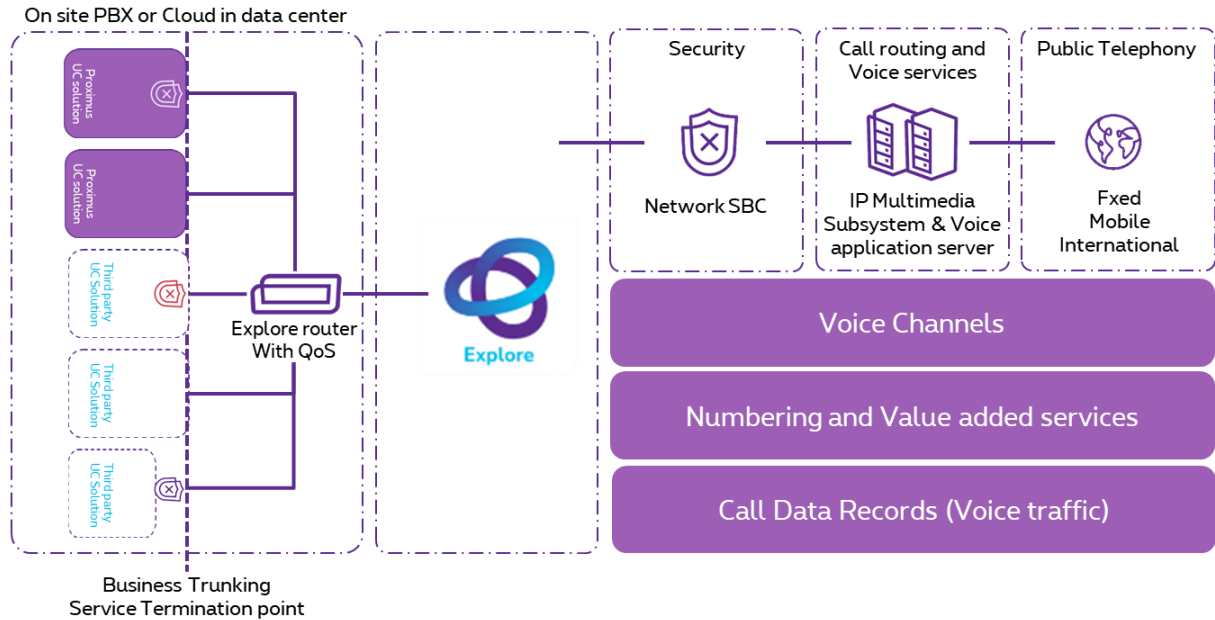 On site PBX or Cloud in data center
Proximus
UC solution
Proximus
UC solution
Third party
UC Solution
Third party
UC Solution
Third party
UC Solution
Explore router
With QoS
Business Trunking
Service Termination point
Explore
Security
Network SBC
Call routing and
Voice services
IP Multimedia
Subsystem & Voice
application server
Public Telephony
Fxed
Mobile
International
Voice Channels
Numbering and Value added services
Call Data Records (Voice traffic)